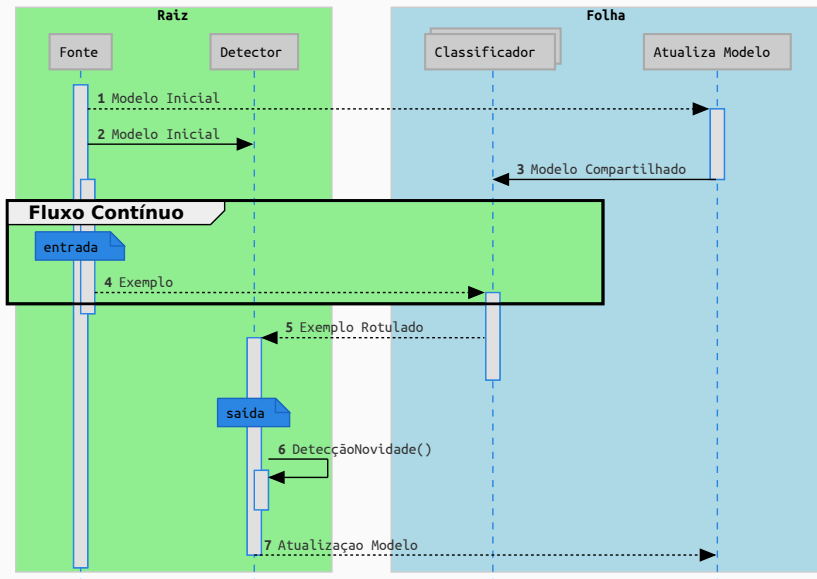 Raiz
Folha
Fonte
Detector
Classificador
Atualiza Modelo
1 Modelo Inicial
2 Modelo Inicial
3 Modelo Compartilhado
Fluxo Contínuo
entrada
4 Exemplo
5 Exemplo Rotulado
saída
6 DetecçãoNovidade()
7 Atualizaçao Modelo